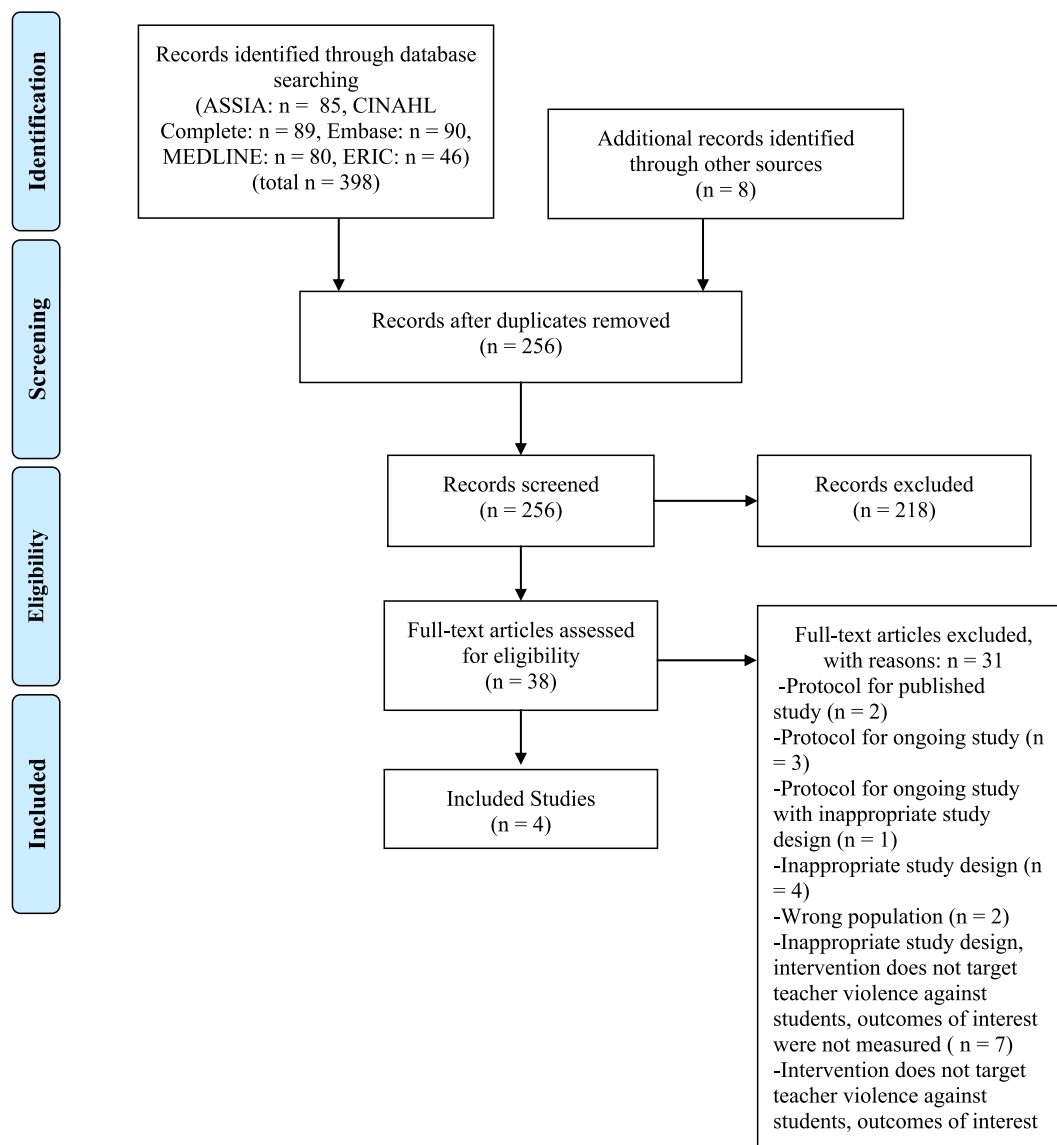 Identification
Records identified through database
searching
(ASSIA: n = 85, CINAHL
Complete: n = 89, Embase: n = 90,
MEDLINE: n = 80, ERIC: n = 46)
(total n = 398)
Additional records identified
through other sources
(n = 8)
Screening
Records after duplicates removed
(n = 256)
Records screened
(n = 256)
Records excluded
(n = 218)
Eligibility
Full-text articles assessed
for eligibility
(n = 38)
Full-text articles excluded,
with reasons: n = 31
-Protocol for published
study (n = 2)
-Protocol for ongoing study (n
= 3)
-Protocol for ongoing study
with inappropriate study
design (n = 1)
-Inappropriate study design (n
= 4)
-Wrong population (n = 2)
-Inappropriate study design,
intervention does not target
teacher violence against
students, outcomes of interest
were not measured ( n = 7)
-Intervention does not target
teacher violence against
students, outcomes of interest
Included
Included Studies
(n = 4)